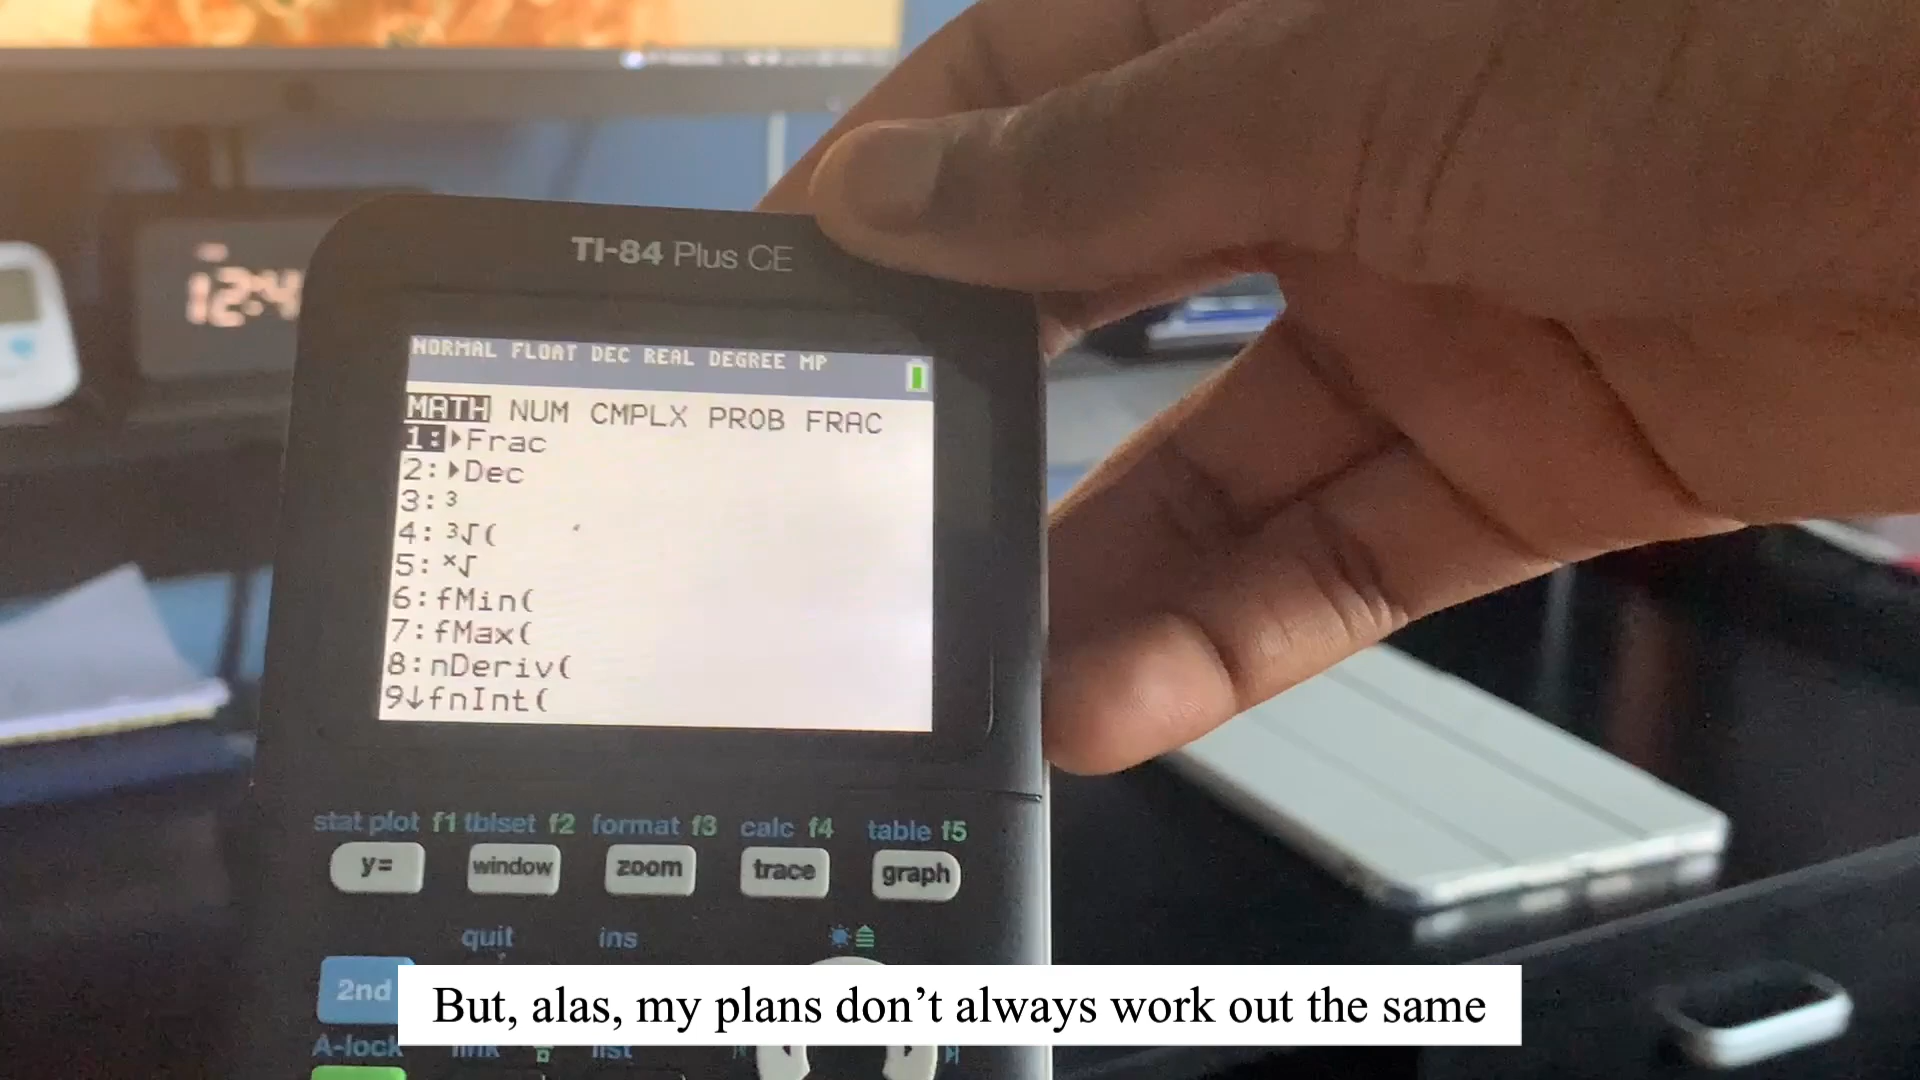 TI-84 Plus CE
NORMAL FLOAT DEC REAL DEGREE MP
MATH NUM CMPLX PROB FRAC
1:▶Frac
2:▶Dec
3:³
4:³√(
5:ˣ√
6:fMin(
7:fMax(
8:nDeriv(
9↓fnInt(
stat plot f1 tblset f2 format f3 calc f4 table f5
y= window zoom trace graph
quit ins
2nd
But, alas, my plans don't always work out the same
A-lock